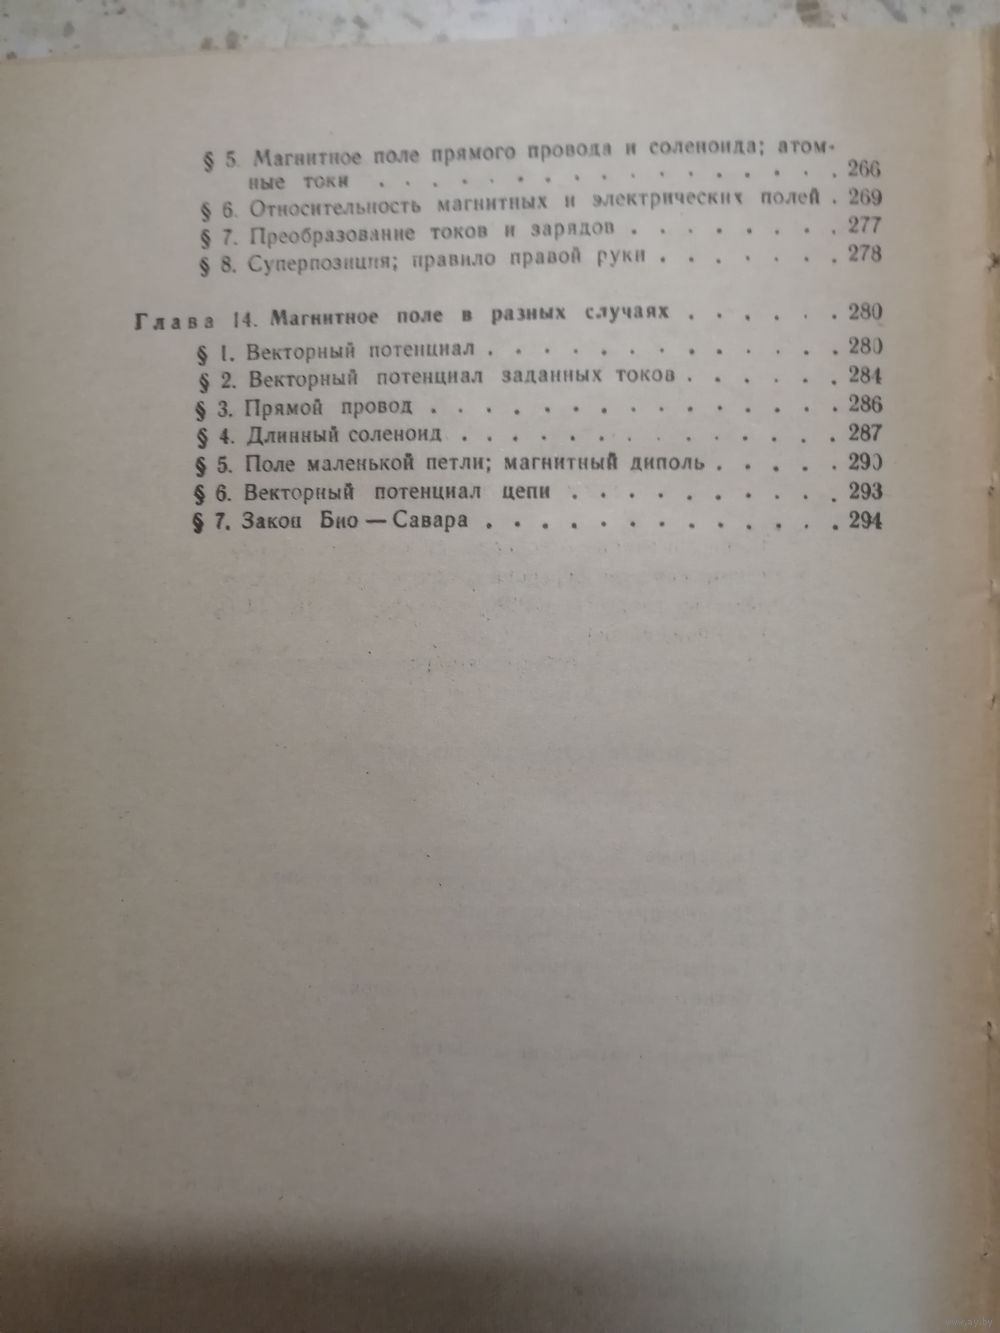 § 5. Магнитное поле прямого провода и соленоида; атом-
ные токи . . . . . . . . . . . . . . . . . 266
§ 6. Относительность магнитных и электрических полей . 269
§ 7. Преобразование токов и зарядов . . . . . . . . 277
§ 8. Суперпозиция; правило правой руки . . . . . . . 278
Глава 14. Магнитное поле в разных случаях . . . . . . 280
§ 1. Векторный потенциал . . . . . . . . . . . . . 280
§ 2. Векторный потенциал заданных токов . . . . . . 284
§ 3. Прямой провод . . . . . . . . . . . . . . . 286
§ 4. Длинный соленоид . . . . . . . . . . . . . . 287
§ 5. Поле маленькой петли; магнитный диполь . . . . . 290
§ 6. Векторный потенциал цепи . . . . . . . . . . 293
§ 7. Закон Био — Савара . . . . . . . . . . . . . 294
www.ay.by